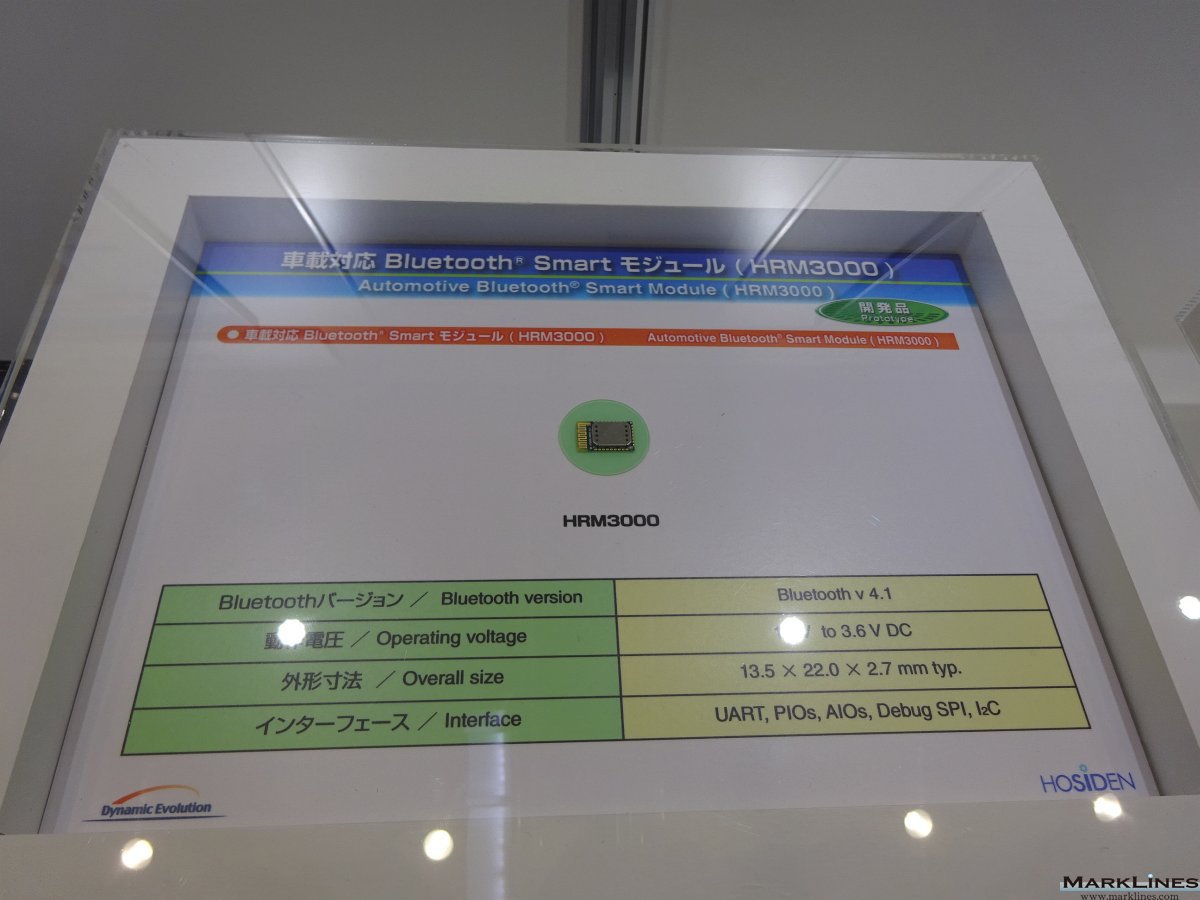 車載対応 Bluetooth® Smart モジュール ( HRM3000 )
Automotive Bluetooth® Smart Module ( HRM3000 )
開発品
Prototype
車載対応 Bluetooth® Smart モジュール ( HRM3000 ) Automotive Bluetooth® Smart Module ( HRM3000 )
HRM3000
Bluetoothバージョン / Bluetooth version Bluetooth v 4.1
電圧 / Operating voltage to 3.6 V DC
外形寸法 / Overall size 13.5 × 22.0 × 2.7 mm typ.
インターフェース / Interface UART, PIOs, AIOs, Debug SPI, I2C
Dynamic Evolution
HOSIDEN
MARKLINES
www.marklines.com